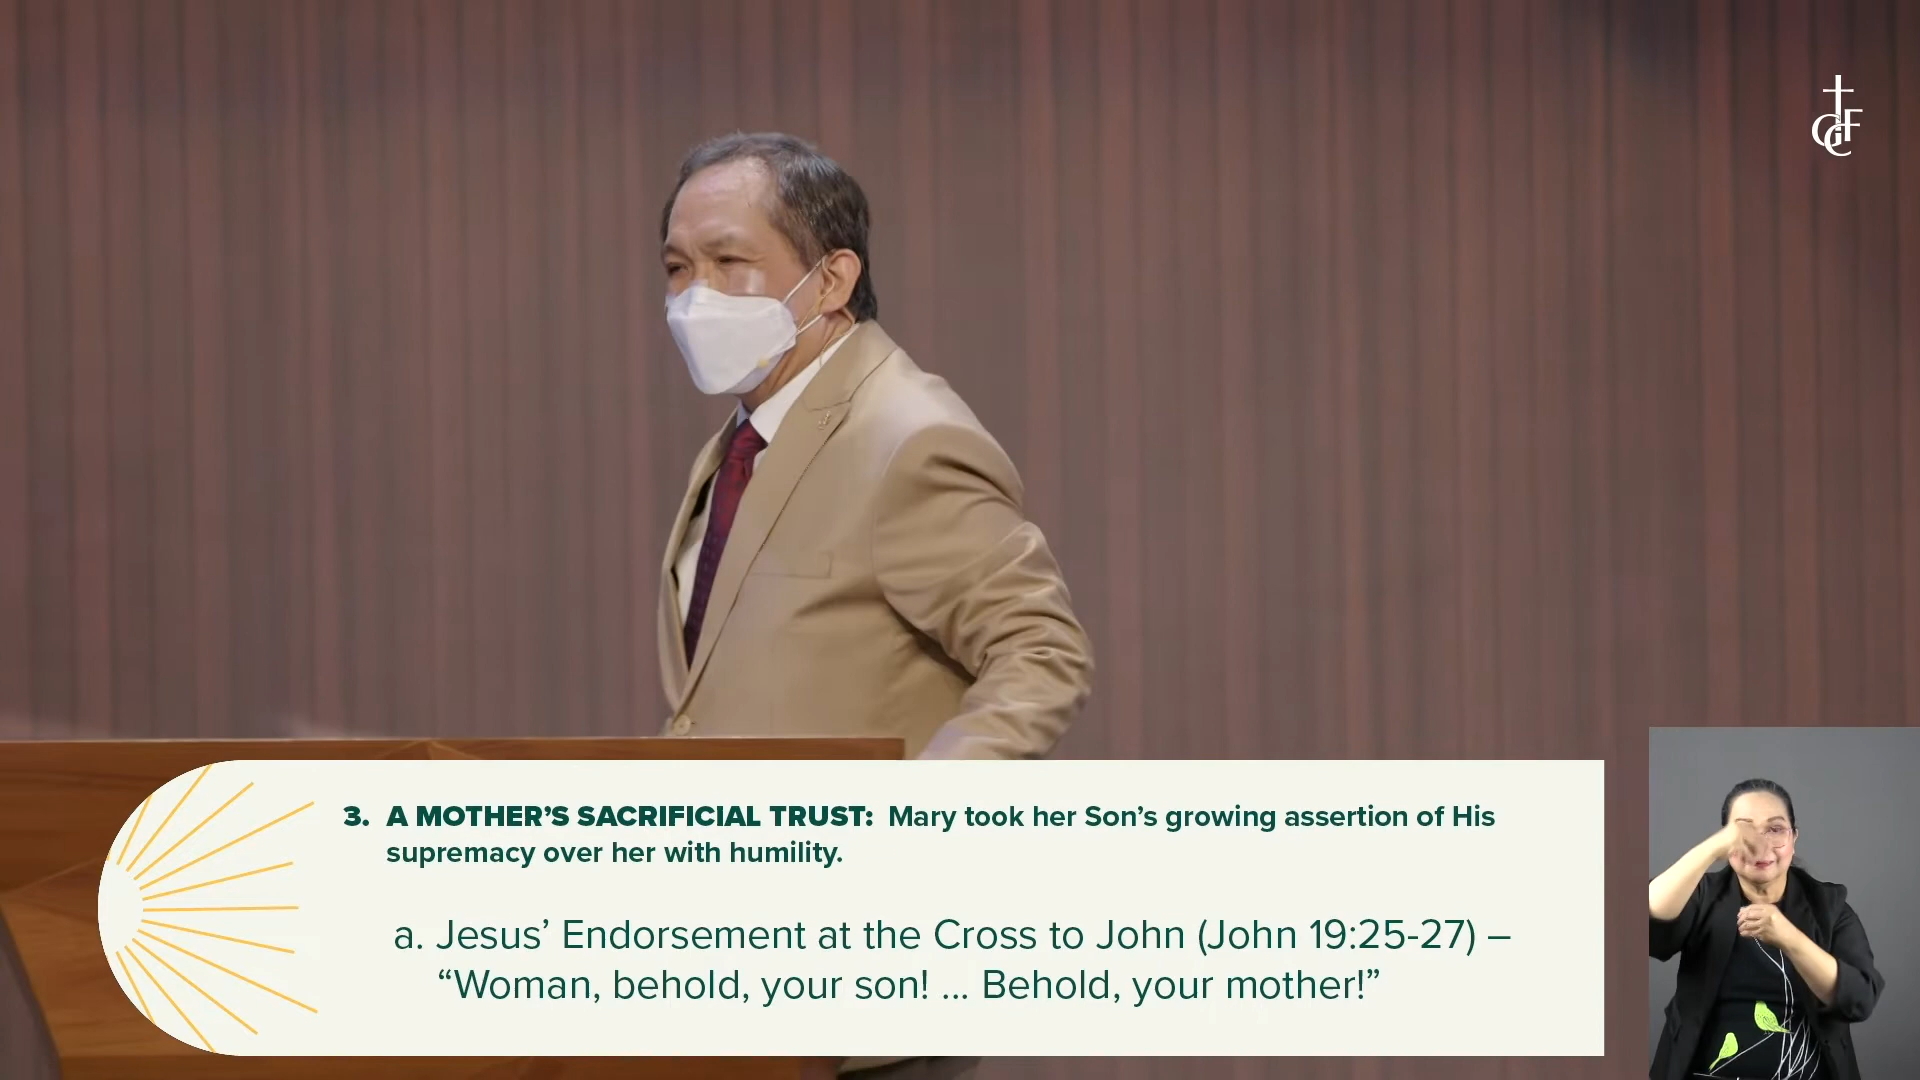 GCF
3. A MOTHER’S SACRIFICIAL TRUST: Mary took her Son’s growing assertion of His
supremacy over her with humility.
a. Jesus’ Endorsement at the Cross to John (John 19:25-27) –
“Woman, behold, your son! ... Behold, your mother!”